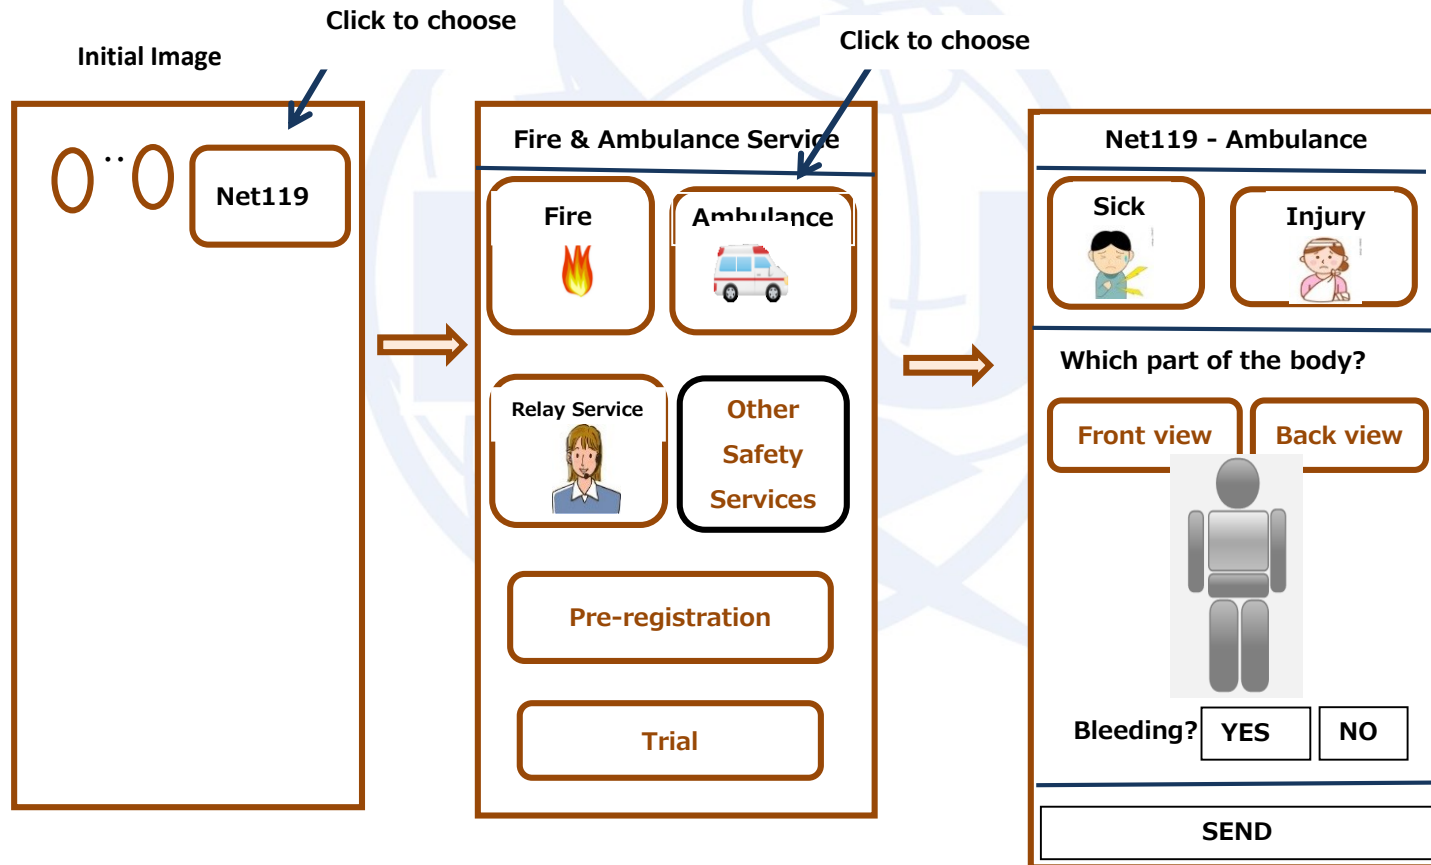 Click to choose
Click to choose
Initial Image
Net119
Fire & Ambulance Service
Fire
Ambulance
Relay Service
Other
Safety
Services
Pre-registration
Trial
Net119 - Ambulance
Sick
Injury
Which part of the body?
Front view
Back view
Bleeding?
YES
NO
SEND